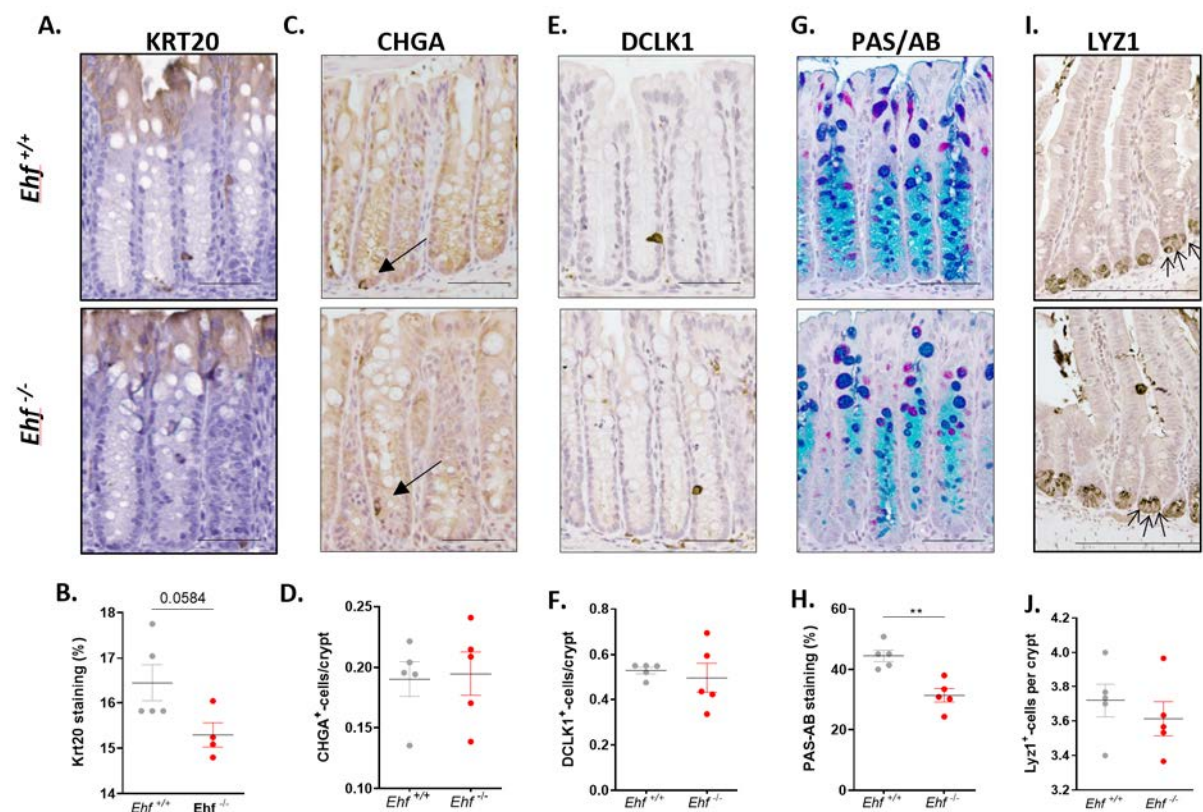 A. C. E. G. I.
KRT20 CHGA DCLK1 PAS/AB LYZ1
Ehf +/+
Ehf -/-
B. D. F. H. J.
0.0584
Krt20 staining (%)
18
17
16
15
14
Ehf +/+ Ehf -/-
CHGA+-cells/crypt
0.25
0.20
0.15
0.10
Ehf +/+ Ehf -/-
DCLK1+-cells/crypt
0.8
0.6
0.4
0.2
0.0
Ehf +/+ Ehf -/-
**
PAS-AB staining (%)
60
40
20
0
Ehf +/+ Ehf -/-
Lyz1+-cells per crypt
4.2
4.0
3.8
3.6
3.4
3.2
Ehf +/+ Ehf -/-